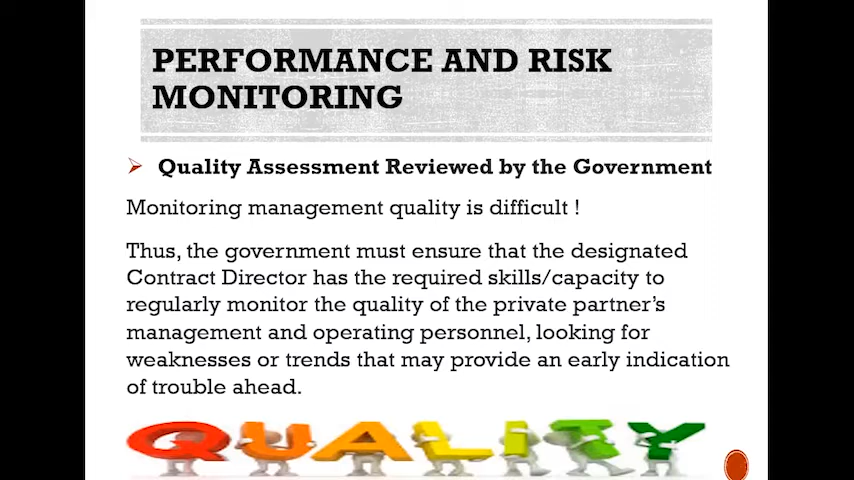 PERFORMANCE AND RISK
MONITORING
Quality Assessment Reviewed by the Government
Monitoring management quality is difficult !
Thus, the government must ensure that the designated
Contract Director has the required skills/capacity to
regularly monitor the quality of the private partner's
management and operating personnel, looking for
weaknesses or trends that may provide an early indication
of trouble ahead.
QUALITY